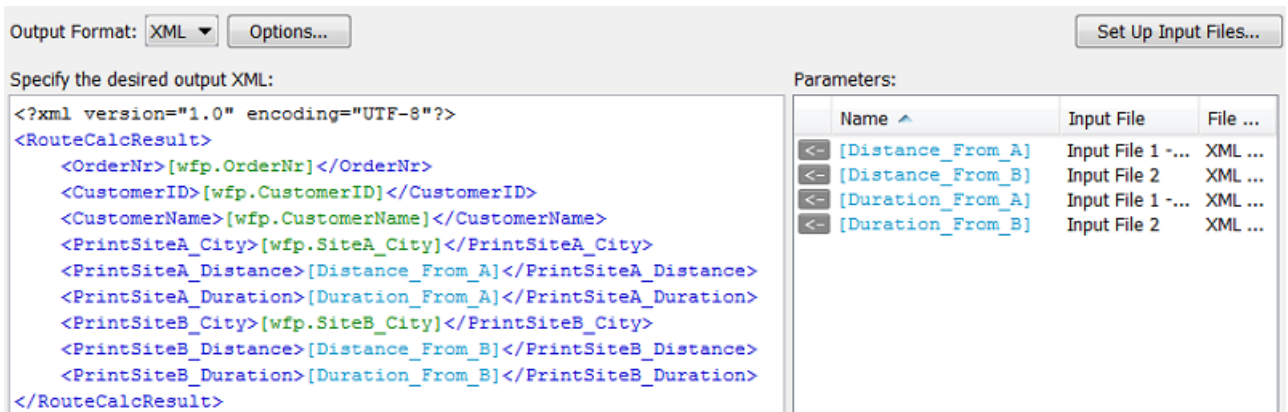 Output Format: XML Options... Set Up Input Files...
Specify the desired output XML:
<?xml version="1.0" encoding="UTF-8"?>
<RouteCalcResult>
    <OrderNr>[wfp.OrderNr]</OrderNr>
    <CustomerID>[wfp.CustomerID]</CustomerID>
    <CustomerName>[wfp.CustomerName]</CustomerName>
    <PrintSiteA_City>[wfp.SiteA_City]</PrintSiteA_City>
    <PrintSiteA_Distance>[Distance_From_A]</PrintSiteA_Distance>
    <PrintSiteA_Duration>[Duration_From_A]</PrintSiteA_Duration>
    <PrintSiteB_City>[wfp.SiteB_City]</PrintSiteB_City>
    <PrintSiteB_Distance>[Distance_From_B]</PrintSiteB_Distance>
    <PrintSiteB_Duration>[Duration_From_B]</PrintSiteB_Duration>
</RouteCalcResult>
Parameters:
Name Input File File ...
<- [Distance_From_A] Input File 1 -... XML ...
<- [Distance_From_B] Input File 2 XML ...
<- [Duration_From_A] Input File 1 -... XML ...
<- [Duration_From_B] Input File 2 XML ...